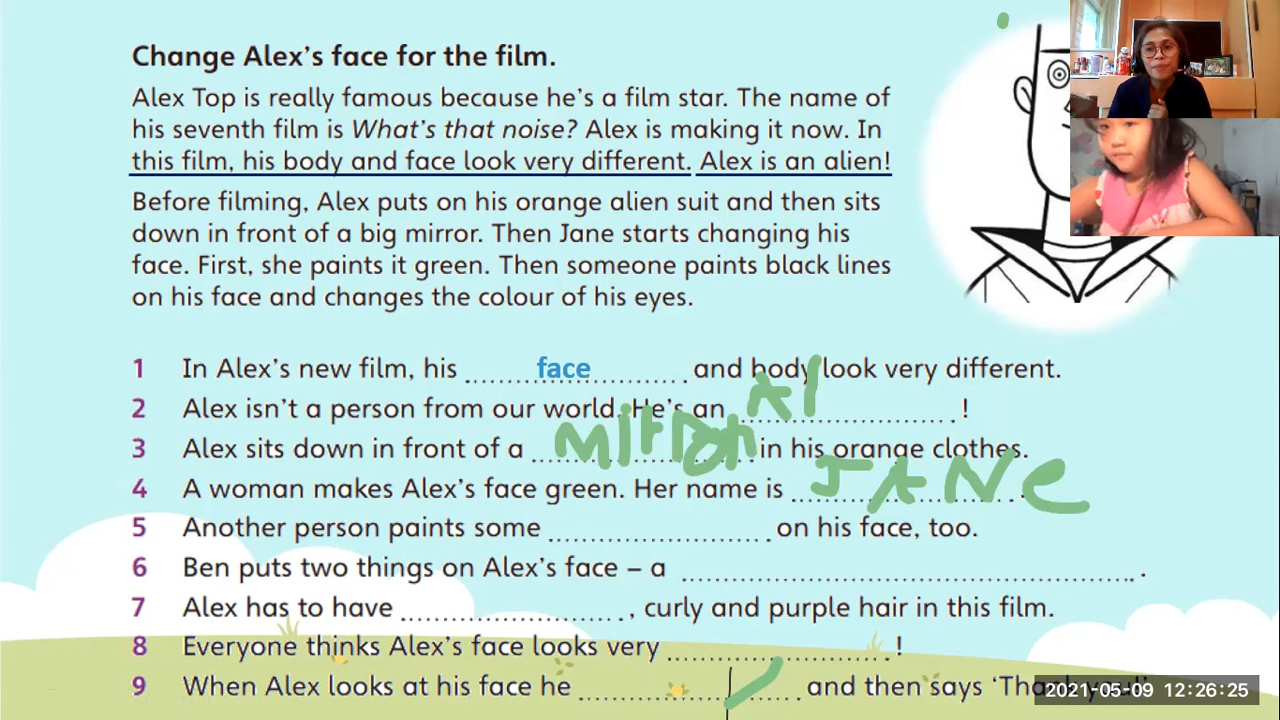 Change Alex's face for the film.
Alex Top is really famous because he's a film star. The name of
his seventh film is What's that noise? Alex is making it now. In
this film, his body and face look very different. Alex is an alien!
Before filming, Alex puts on his orange alien suit and then sits
down in front of a big mirror. Then Jane starts changing his
face. First, she paints it green. Then someone paints black lines
on his face and changes the colour of his eyes.
1 In Alex's new film, his face and body look very different.
2 Alex isn't a person from our world. He's an Al !
3 Alex sits down in front of a in his orange clothes.
4 A woman makes Alex's face green. Her name is JANe .
5 Another person paints some on his face, too.
6 Ben puts two things on Alex's face – a .
7 Alex has to have , curly and purple hair in this film.
8 Everyone thinks Alex's face looks very !
9 When Alex looks at his face he and then says
2021-05-09 12:26:25